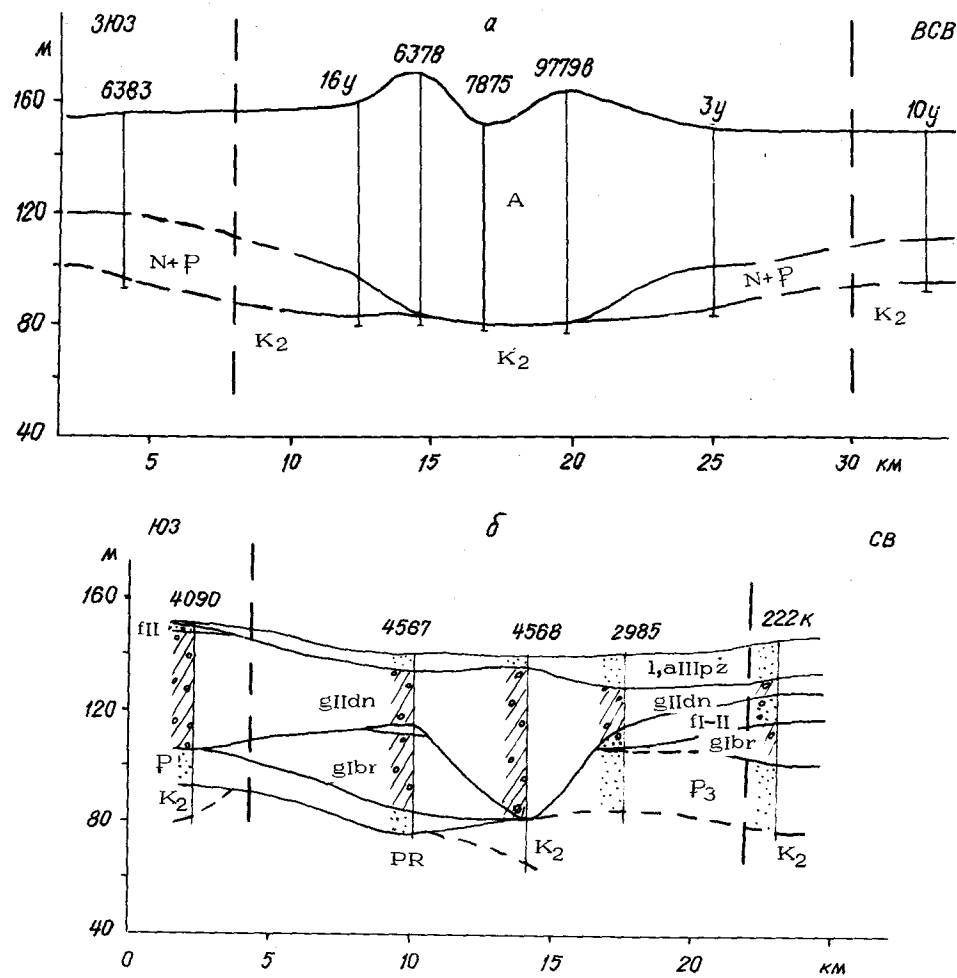 ЗЮЗ а ВСВ
м
6383 16у 6378 7875 97798 3у 10у
160
120
80
40
A
N+₽ N+₽
K₂ K₂ K₂
5 10 15 20 25 30 км
ЮЗ б СВ
м
4090 4567 4568 2985 222к
160
120
80
40
fII
l,aIIIpż
gIIdn gIIdn
fI-II
gIbr gIbr
₽ ₽₃
K₂ K₂ K₂
PR
0 5 10 15 20 км